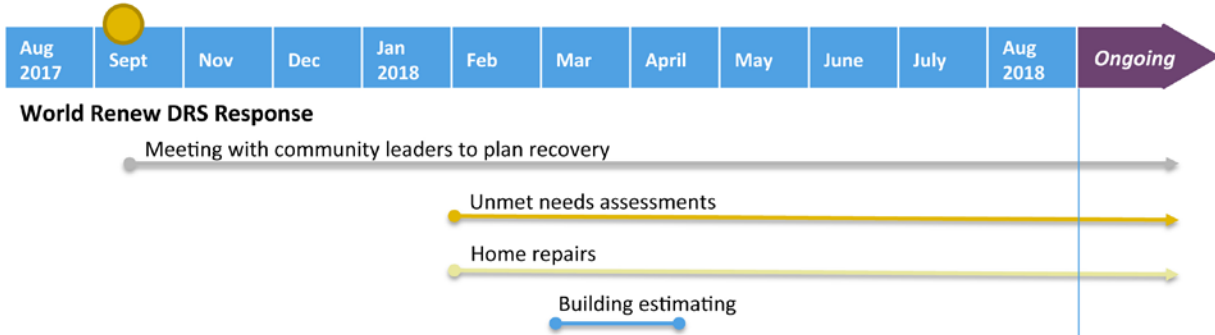 Aug 2017
Sept
Nov
Dec
Jan 2018
Feb
Mar
April
May
June
July
Aug 2018
Ongoing
World Renew DRS Response
Meeting with community leaders to plan recovery
Unmet needs assessments
Home repairs
Building estimating